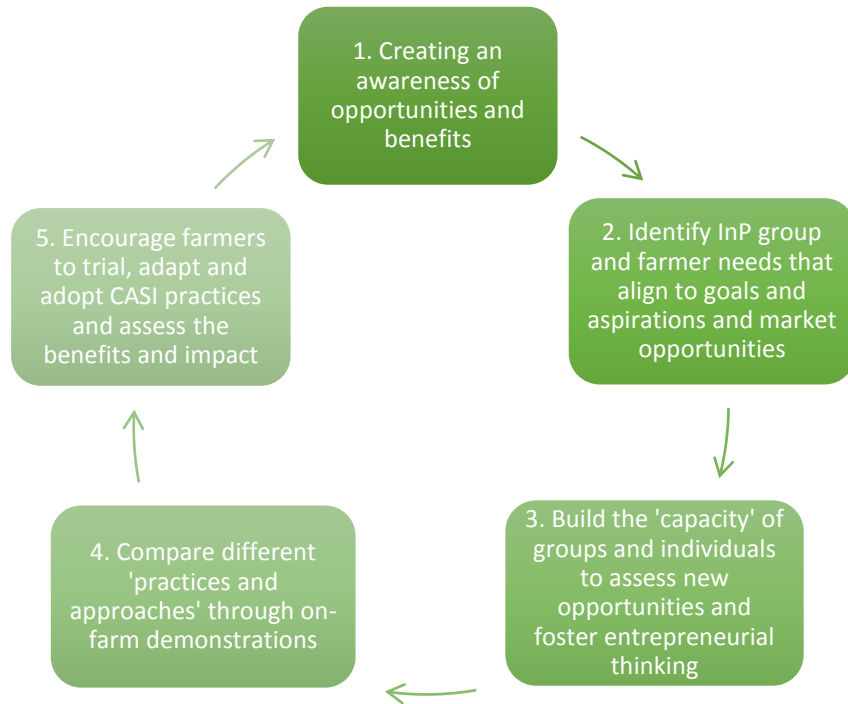 1. Creating an
awareness of
opportunities and
benefits
2. Identify InP group
and farmer needs that
align to goals and
aspirations and market
opportunities
3. Build the 'capacity' of
groups and individuals
to assess new
opportunities and
foster entrepreneurial
thinking
4. Compare different
'practices and
approaches' through on-
farm demonstrations
5. Encourage farmers
to trial, adapt and
adopt CASI practices
and assess the
benefits and impact